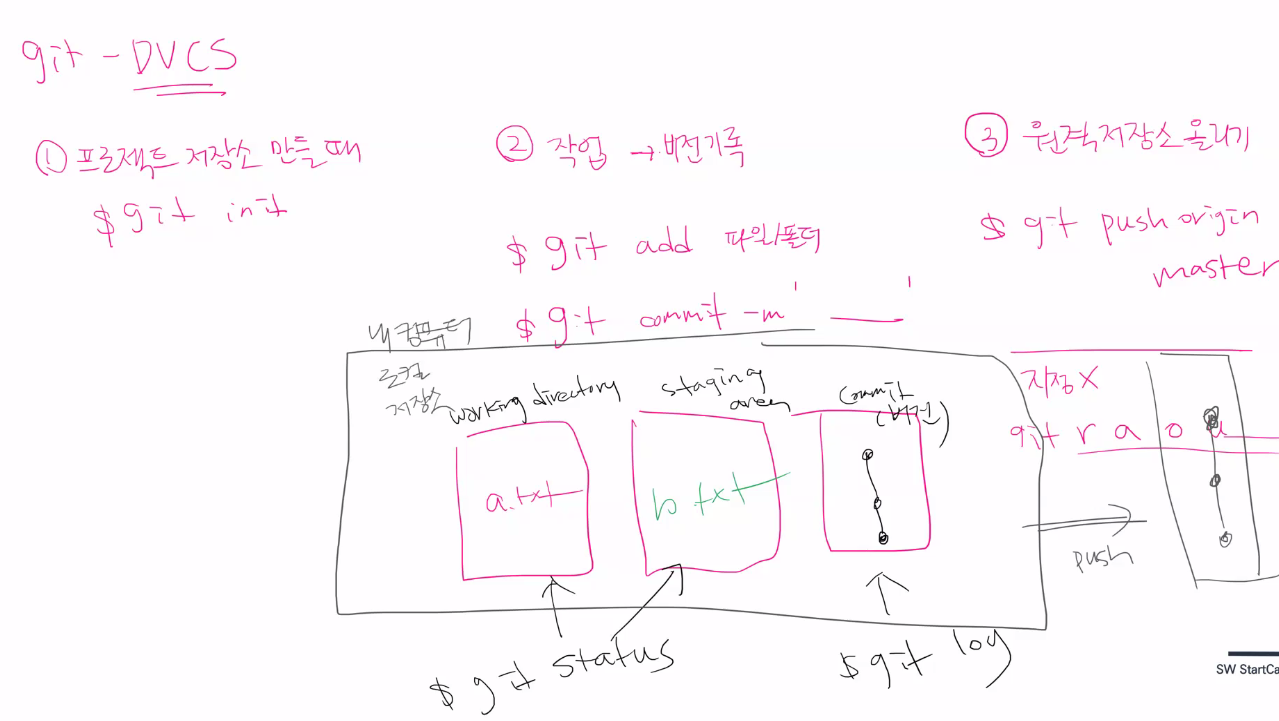 git - DVCS
① 프로젝트 저장소 만들때
$ git init
② 작업 → 버전기록
$ git add 파일/폴더
$ git commit -m ' '
③ 원격저장소올리기
$ git push origin
master
내 컴퓨터
로컬
저장소
working directory
a.txt
staging
area
b.txt
commit
(버전)
지정X
git r a o u
push
$ git status
$ git log
SW StartCa